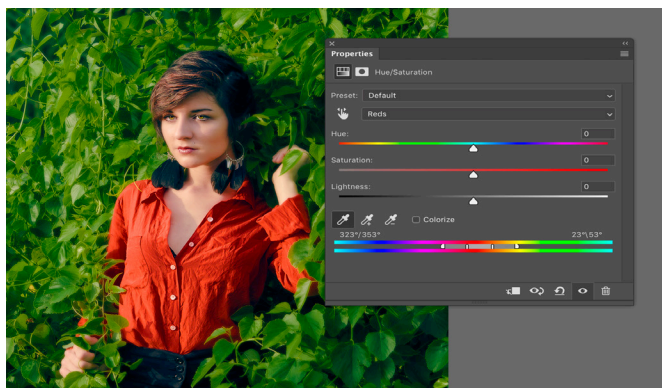 Properties
Hue/Saturation
Preset: Default
Reds
Hue: 0
Saturation: 0
Lightness: 0
Colorize
323°/353° 23°\53°